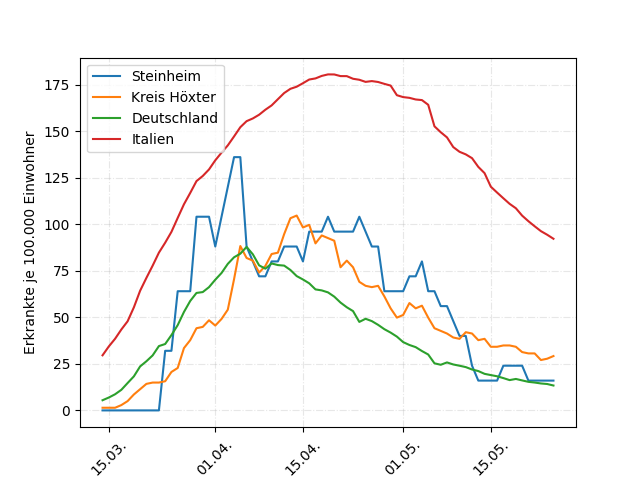 Steinheim
Kreis Höxter
Deutschland
Italien
Erkrankte je 100.000 Einwohner
175
150
125
100
75
50
25
0
15.03.
01.04.
15.04.
01.05.
15.05.